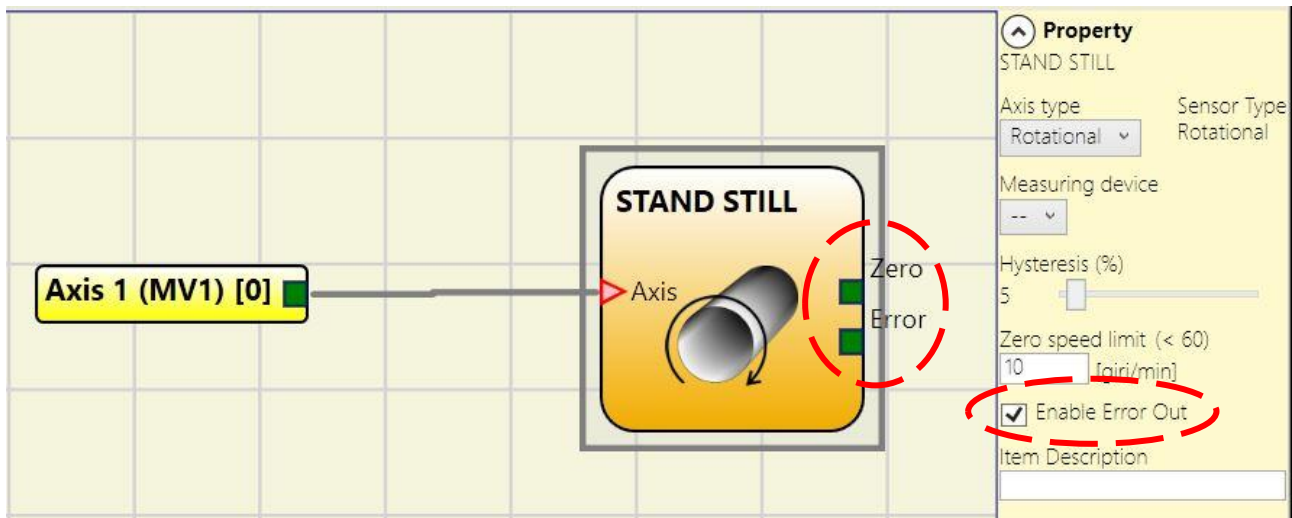 Axis 1 (MV1) [0]
STAND STILL
Axis
Zero
Error
Property
STAND STILL
Axis type
Sensor Type
Rotational
Rotational
Measuring device
--
Hysteresis (%)
5
Zero speed limit (< 60)
10 [giri/min]
Enable Error Out
Item Description